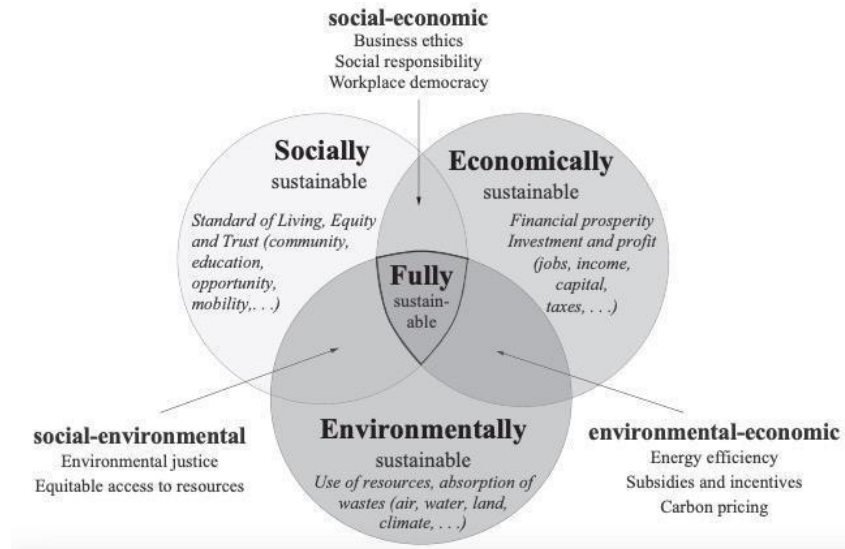 social-economic
Business ethics
Social responsibility
Workplace democracy
Socially
sustainable
Standard of Living, Equity
and Trust (community,
education,
opportunity,
mobility,. . .)
Economically
sustainable
Financial prosperity
Investment and profit
(jobs, income,
capital,
taxes, . . .)
Fully
sustain-
able
social-environmental
Environmental justice
Equitable access to resources
Environmentally
sustainable
Use of resources, absorption of
wastes (air, water, land,
climate, . . .)
environmental-economic
Energy efficiency
Subsidies and incentives
Carbon pricing